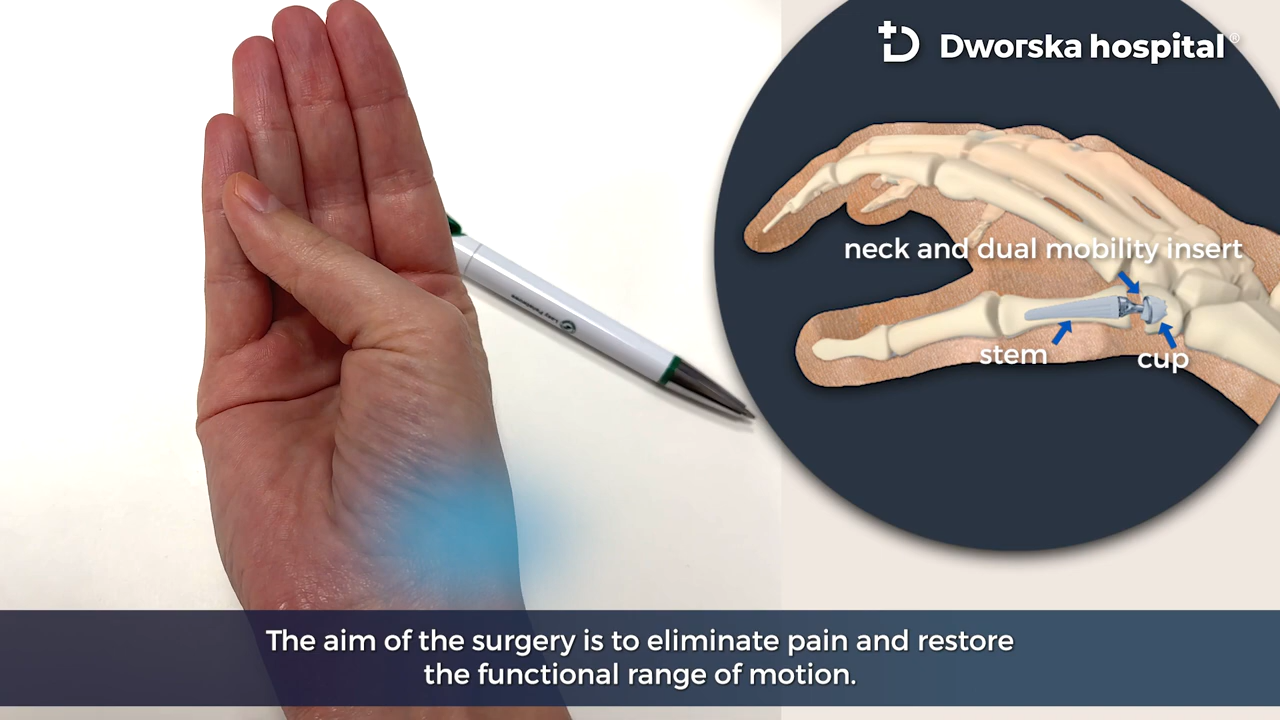 Dworska hospital®
neck and dual mobility insert
stem
cup
The aim of the surgery is to eliminate pain and restore
the functional range of motion.